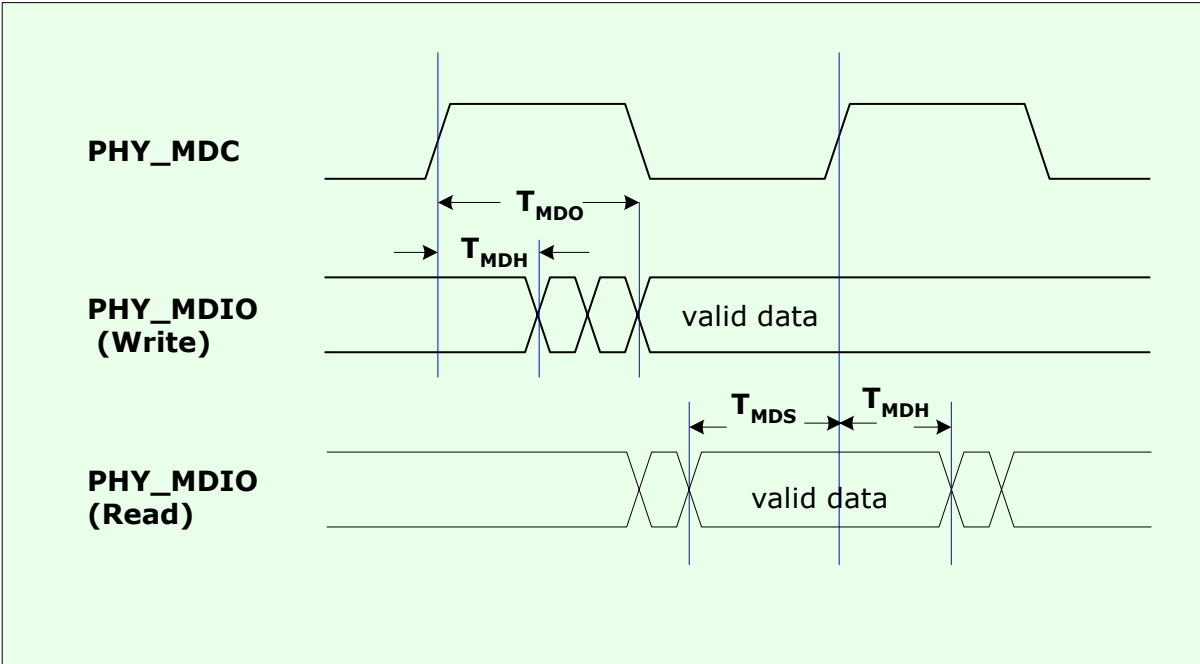 PHY_MDC
TMDO
TMDH
PHY_MDIO
(Write)
valid data
TMDS
TMDH
PHY_MDIO
(Read)
valid data